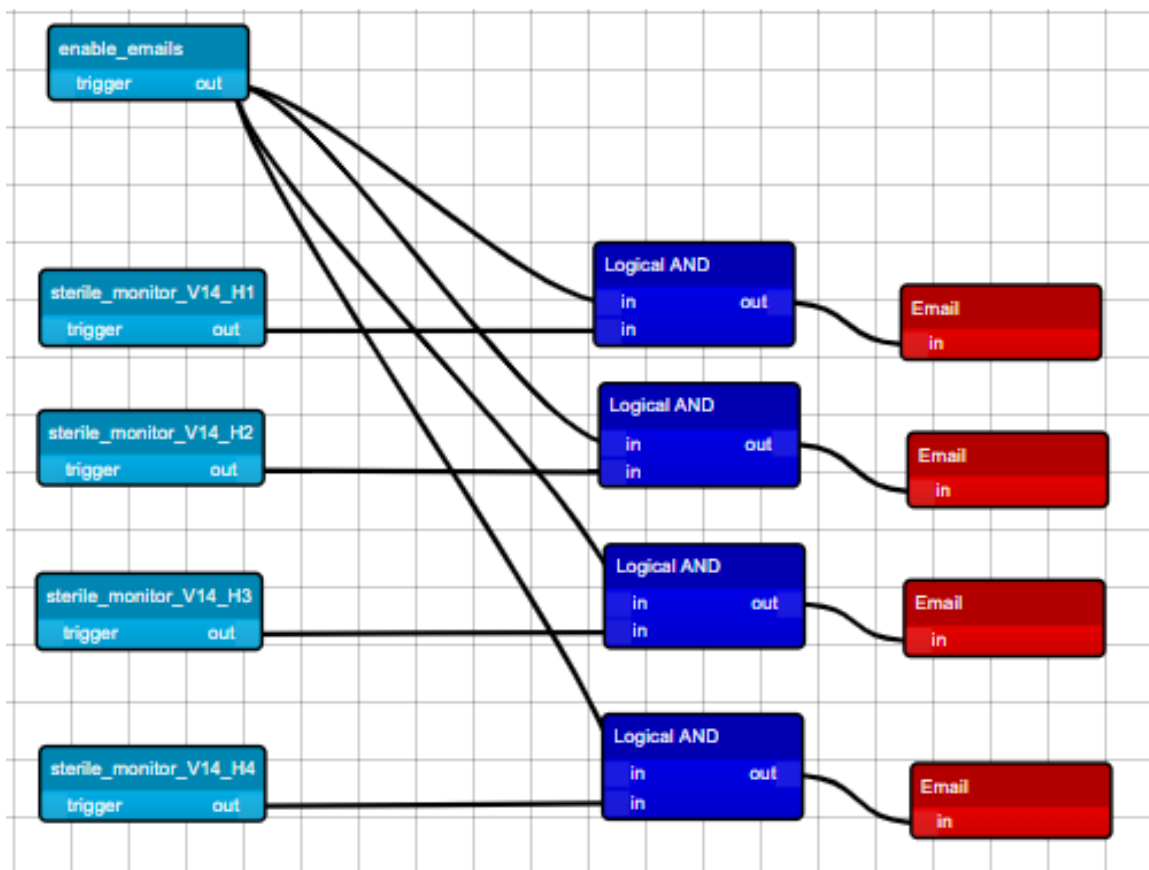 enable_emails
trigger out
Logical AND
in out
in
sterile_monitor_V14_H1
trigger out
Email
in
Logical AND
in out
in
sterile_monitor_V14_H2
trigger out
Email
in
Logical AND
in out
in
sterile_monitor_V14_H3
trigger out
Email
in
Logical AND
in out
in
sterile_monitor_V14_H4
trigger out
Email
in